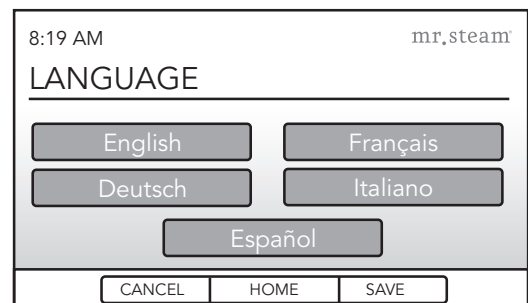 8:19 AM mr.steam®
LANGUAGE
English Français
Deutsch Italiano
Español
CANCEL HOME SAVE